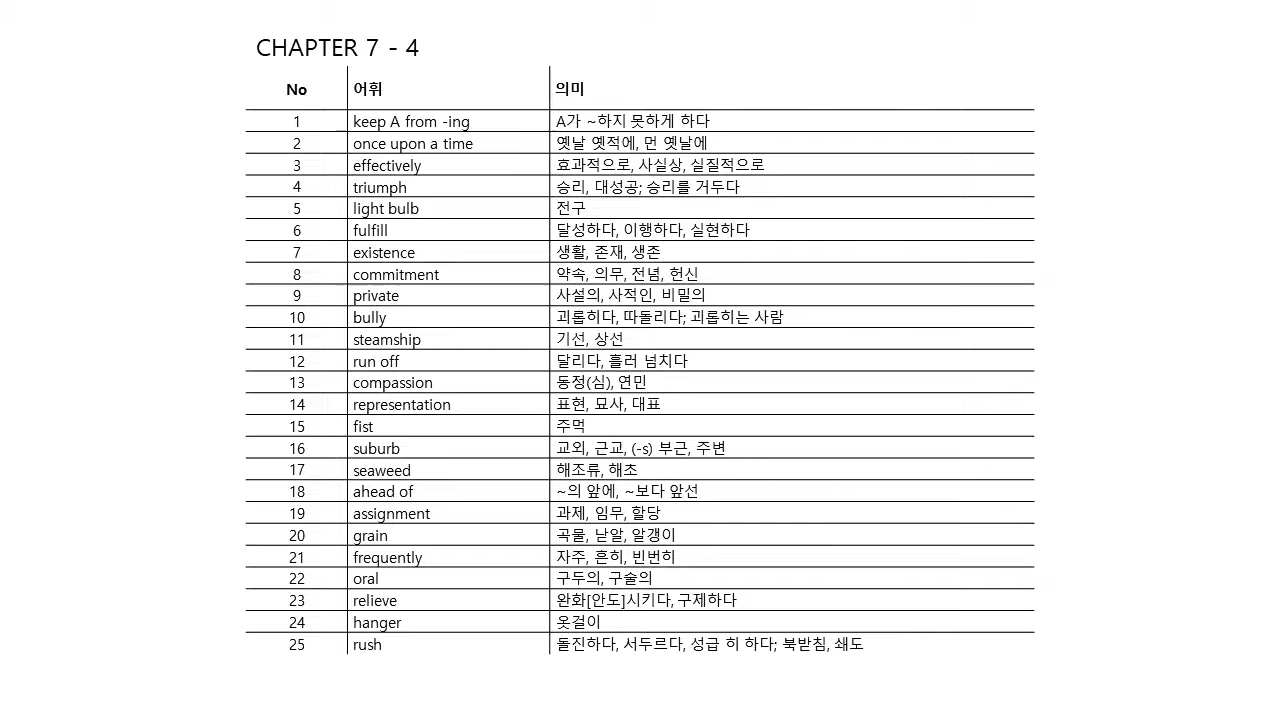 CHAPTER 7 - 4
No 어휘 의미
1 keep A from -ing A가 ~하지 못하게 하다
2 once upon a time 옛날 옛적에, 먼 옛날에
3 effectively 효과적으로, 사실상, 실질적으로
4 triumph 승리, 대성공; 승리를 거두다
5 light bulb 전구
6 fulfill 달성하다, 이행하다, 실현하다
7 existence 생활, 존재, 생존
8 commitment 약속, 의무, 전념, 헌신
9 private 사설의, 사적인, 비밀의
10 bully 괴롭히다, 따돌리다; 괴롭히는 사람
11 steamship 기선, 상선
12 run off 달리다, 흘러 넘치다
13 compassion 동정(심), 연민
14 representation 표현, 묘사, 대표
15 fist 주먹
16 suburb 교외, 근교, (-s) 부근, 주변
17 seaweed 해조류, 해초
18 ahead of ~의 앞에, ~보다 앞선
19 assignment 과제, 임무, 할당
20 grain 곡물, 낟알, 알갱이
21 frequently 자주, 흔히, 빈번히
22 oral 구두의, 구술의
23 relieve 완화[안도]시키다, 구제하다
24 hanger 옷걸이
25 rush 돌진하다, 서두르다, 성급 히 하다; 북받침, 쇄도